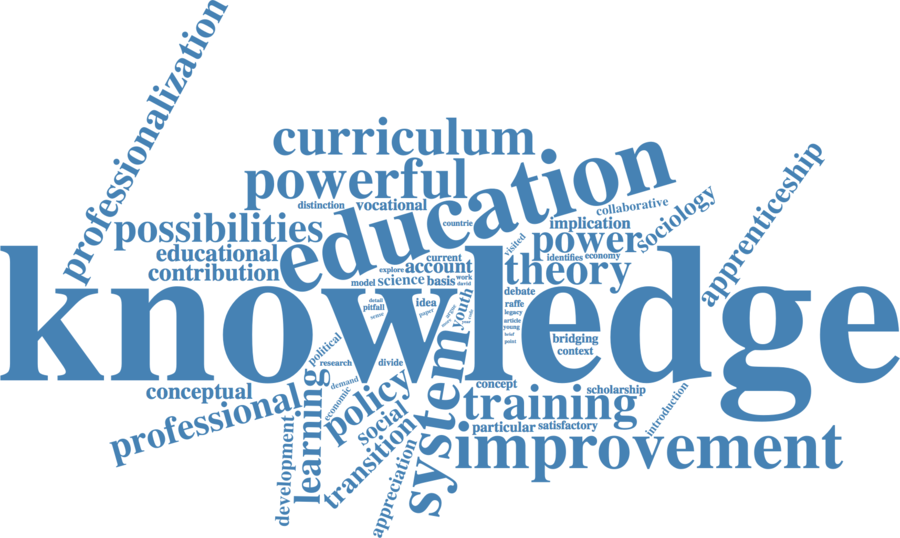 professionalization
curriculum
powerful
education
distinction
vocational
countrie
collaborative
sociology
apprenticeship
possibilities
implication
visited
power
educational
contribution
identifies
economy
current
explore
account
theory
knowledge
model
science
basis
work
david
debate
detail
pitfall
sense
idea
paper
youth
raffe
legacy
article
young
brief
point
political
research
divide
bridging
context
conceptual
demand
economic
concept
scholarship
introduction
professional
learning
policy
system
training
social
particular
satisfactory
development
transition
appreciation
improvement